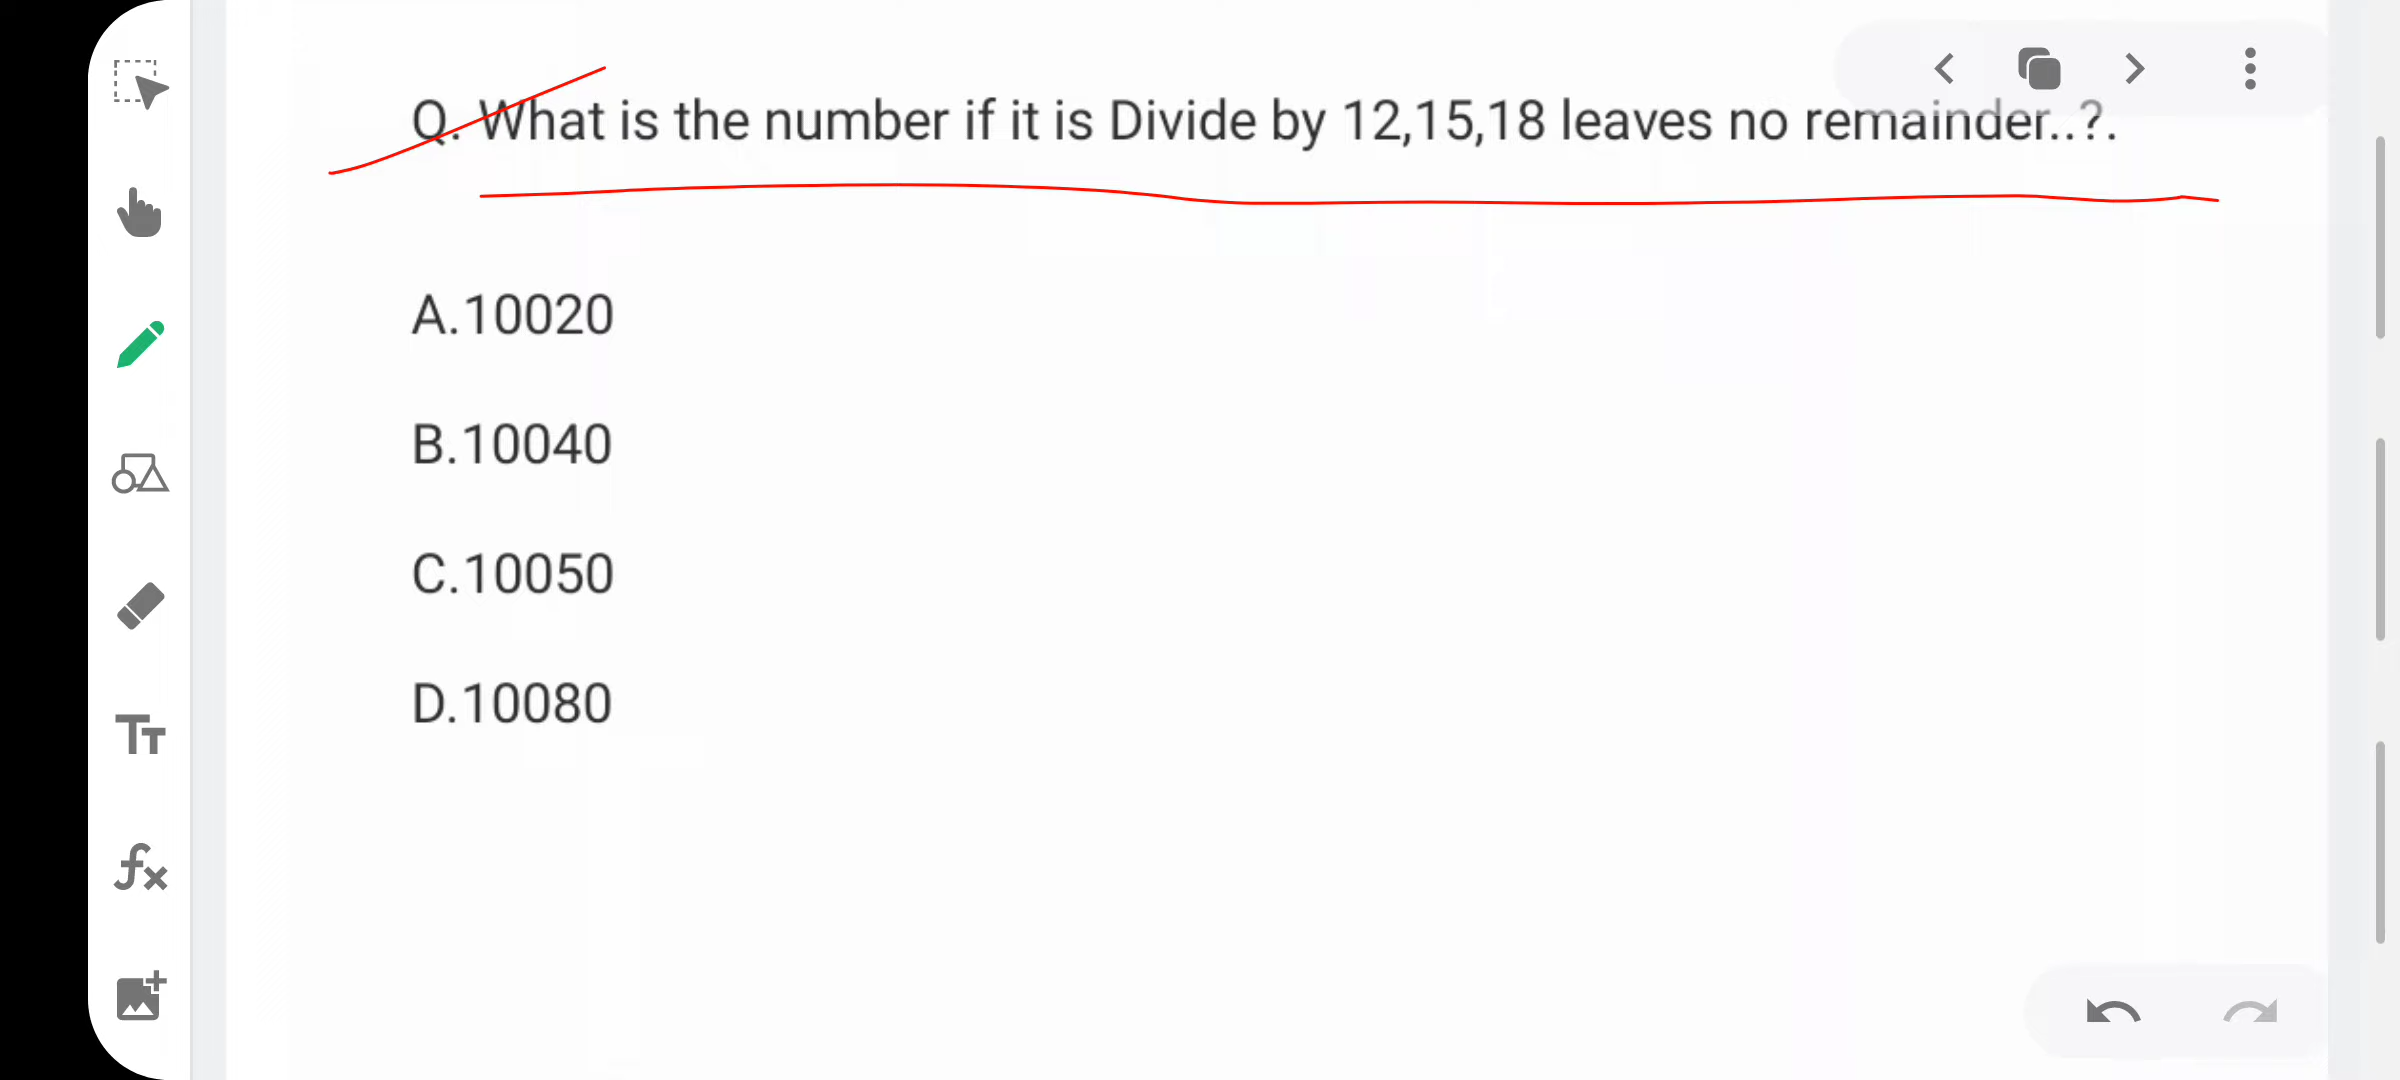 Q. What is the number if it is Divide by 12,15,18 leaves no remainder..?.
A.10020
B.10040
C.10050
D.10080